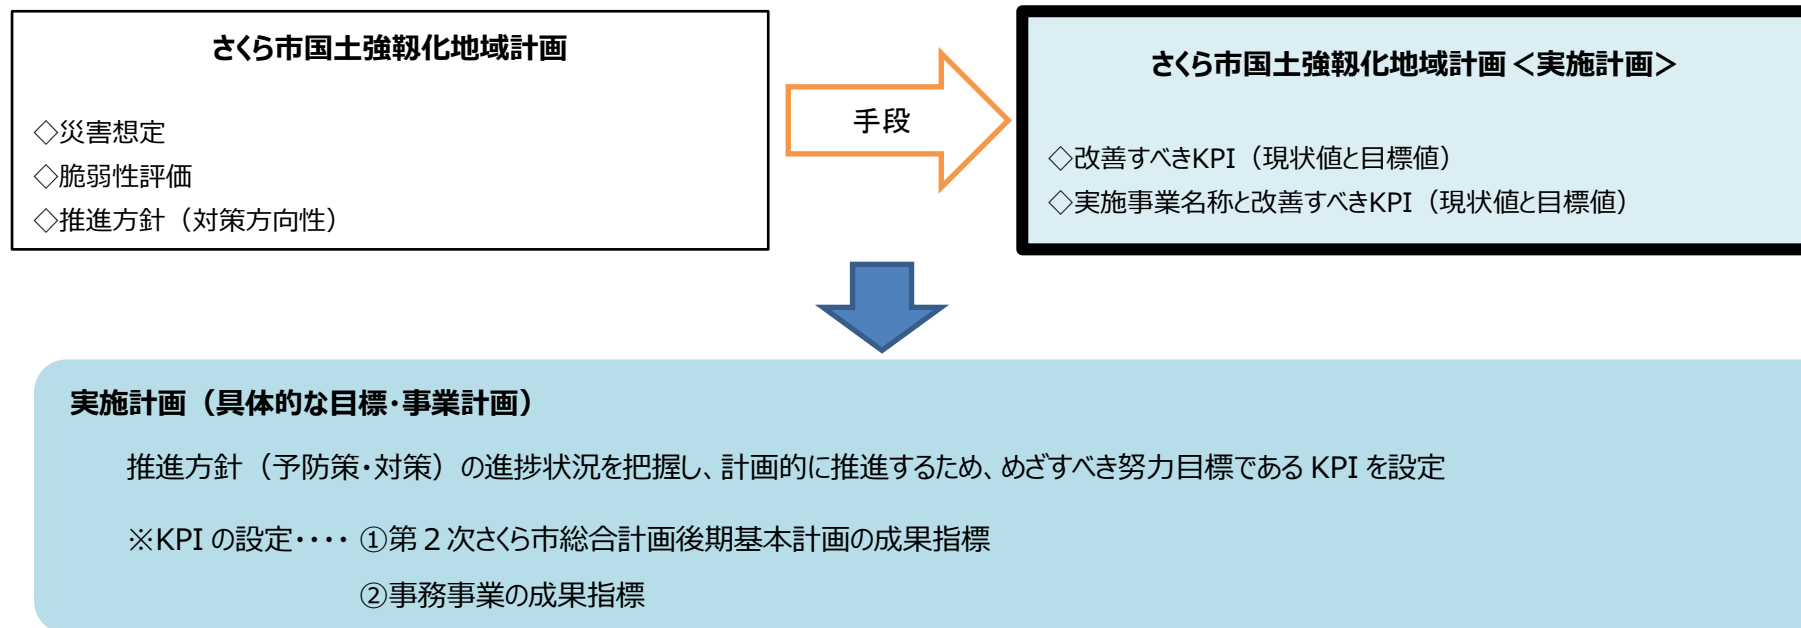 さくら市国土強靱化地域計画
◇災害想定
◇脆弱性評価
◇推進方針（対策方向性）
手段
さくら市国土強靱化地域計画＜実施計画＞
◇改善すべきKPI（現状値と目標値）
◇実施事業名称と改善すべきKPI（現状値と目標値）
実施計画（具体的な目標・事業計画）
推進方針（予防策・対策）の進捗状況を把握し、計画的に推進するため、めざすべき努力目標である KPI を設定
※KPI の設定・・・・ ①第２次さくら市総合計画後期基本計画の成果指標
②事務事業の成果指標